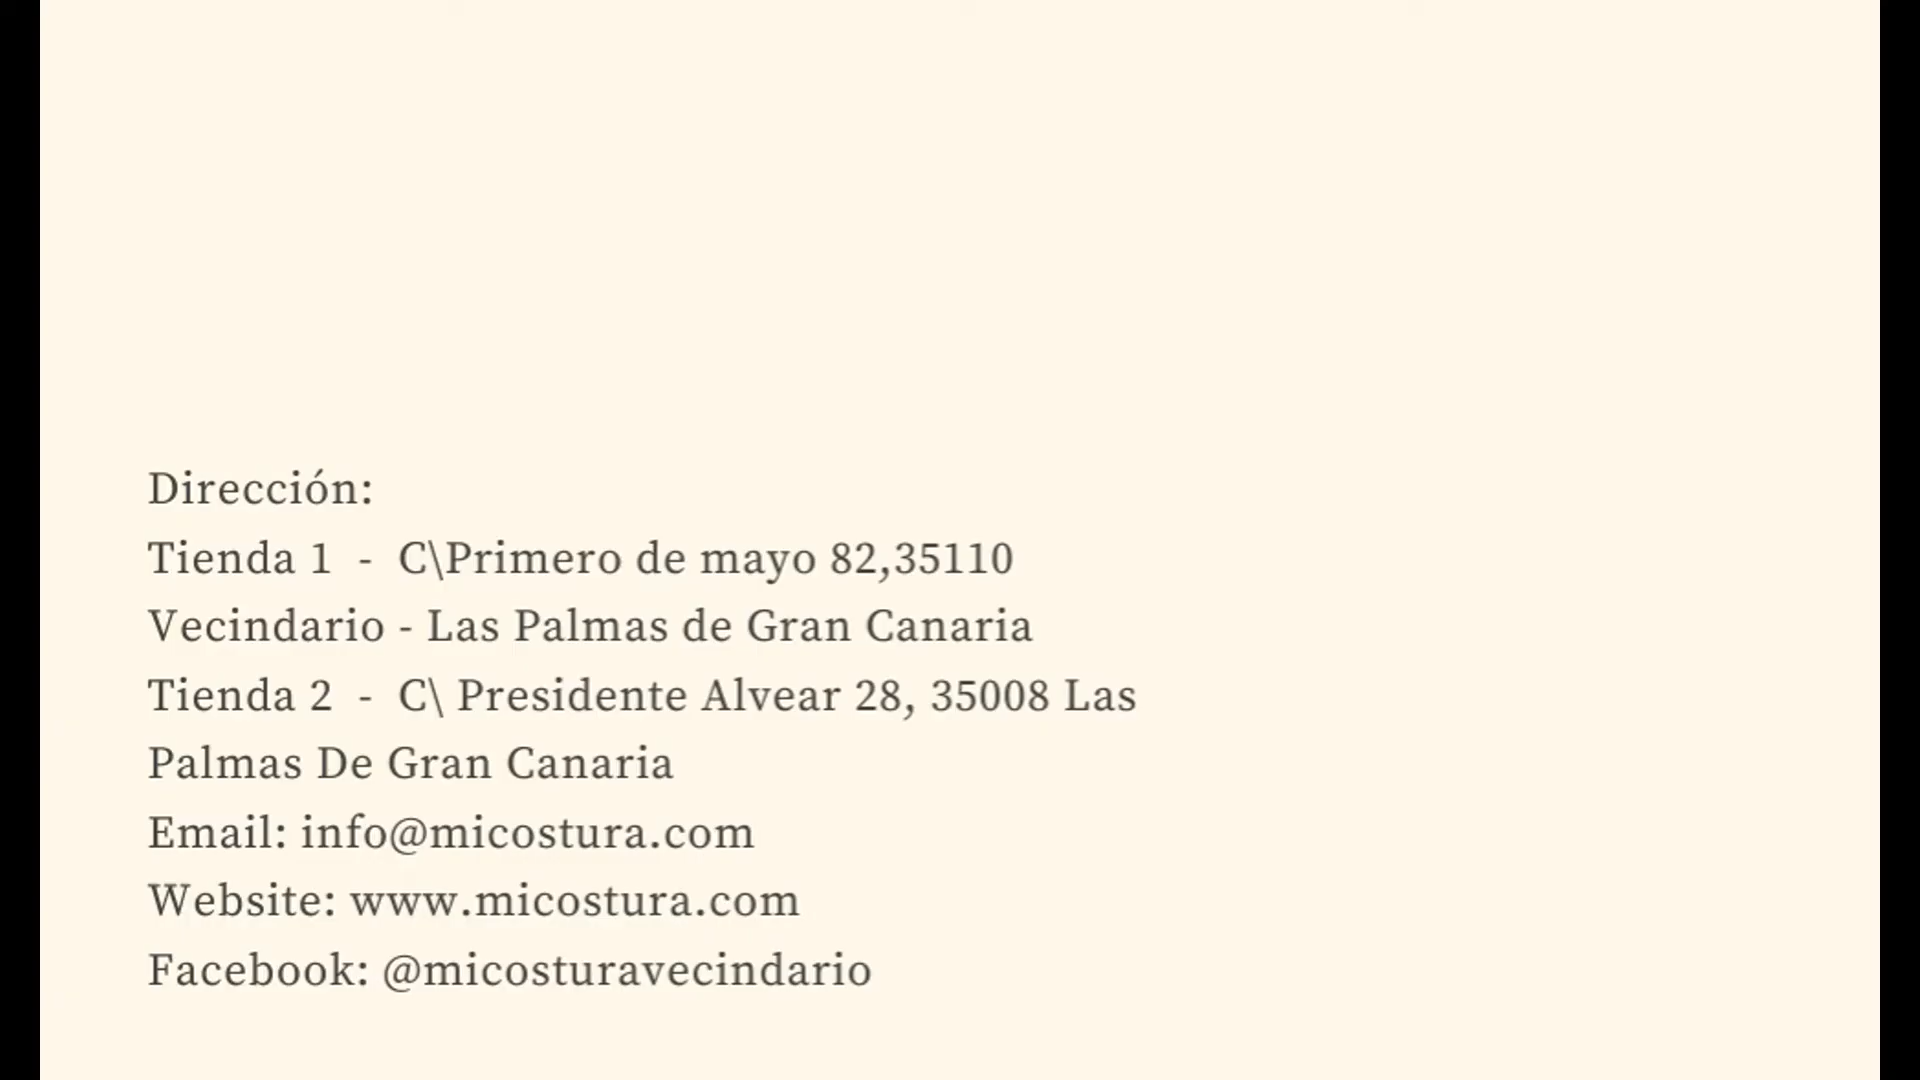 Dirección:
Tienda 1  -  C\Primero de mayo 82,35110
Vecindario - Las Palmas de Gran Canaria
Tienda 2  -  C\ Presidente Alvear 28, 35008 Las
Palmas De Gran Canaria
Email: info@micostura.com
Website: www.micostura.com
Facebook: @micosturavecindario